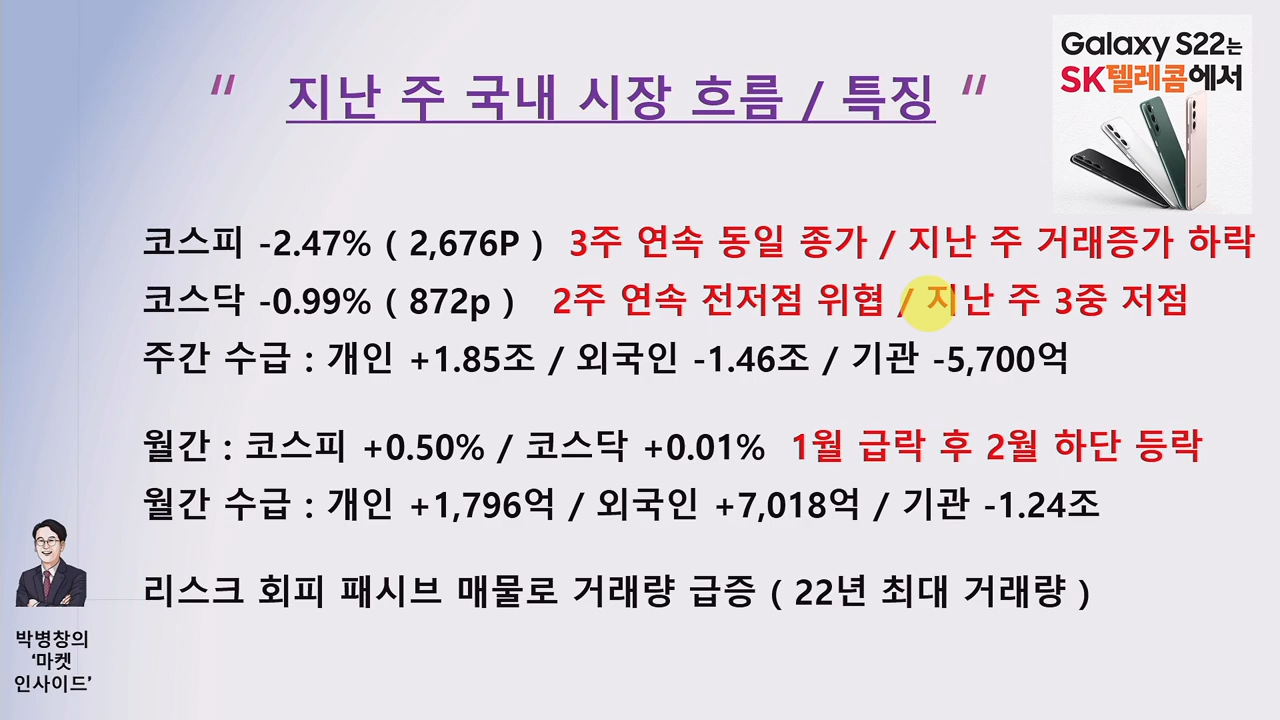 Galaxy S22는
SK텔레콤에서
" 지난 주 국내 시장 흐름 / 특징 "
코스피 -2.47% ( 2,676P ) 3주 연속 동일 종가 / 지난 주 거래증가 하락
코스닥 -0.99% ( 872p ) 2주 연속 전저점 위협 / 지난 주 3중 저점
주간 수급 : 개인 +1.85조 / 외국인 -1.46조 / 기관 -5,700억
월간 : 코스피 +0.50% / 코스닥 +0.01% 1월 급락 후 2월 하단 등락
월간 수급 : 개인 +1,796억 / 외국인 +7,018억 / 기관 -1.24조
리스크 회피 패시브 매물로 거래량 급증 ( 22년 최대 거래량 )
박병창의
‘마켓
인사이드’